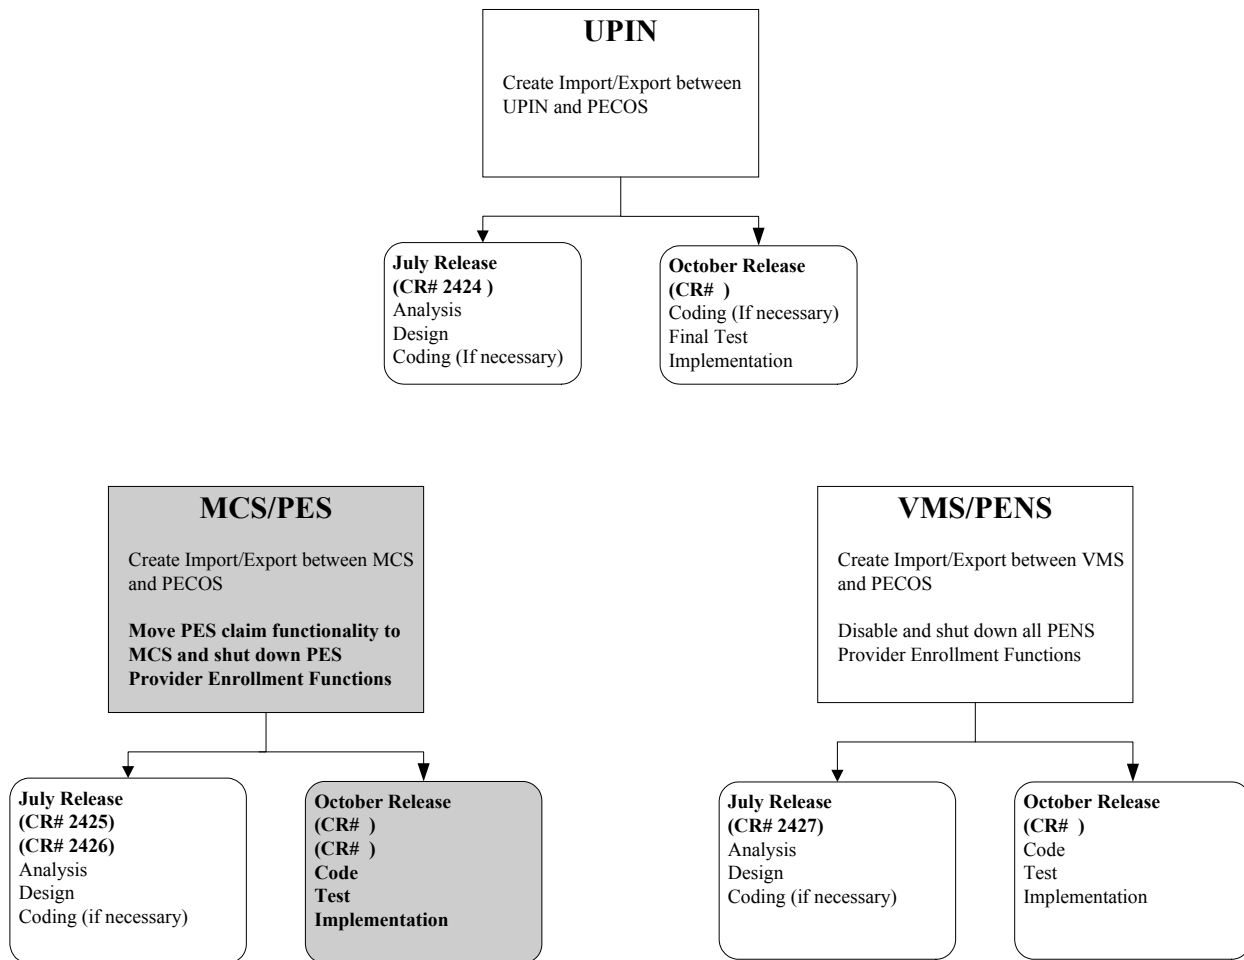 UPIN
Create Import/Export between
UPIN and PECOS
July Release
(CR# 2424 )
Analysis
Design
Coding (If necessary)
October Release
(CR#  )
Coding (If necessary)
Final Test
Implementation
MCS/PES
Create Import/Export between MCS
and PECOS
Move PES claim functionality to
MCS and shut down PES
Provider Enrollment Functions
July Release
(CR# 2425)
(CR# 2426)
Analysis
Design
Coding (if necessary)
October Release
(CR#  )
(CR#  )
Code
Test
Implementation
VMS/PENS
Create Import/Export between VMS
and PECOS
Disable and shut down all PENS
Provider Enrollment Functions
July Release
(CR# 2427)
Analysis
Design
Coding (if necessary)
October Release
(CR#  )
Code
Test
Implementation